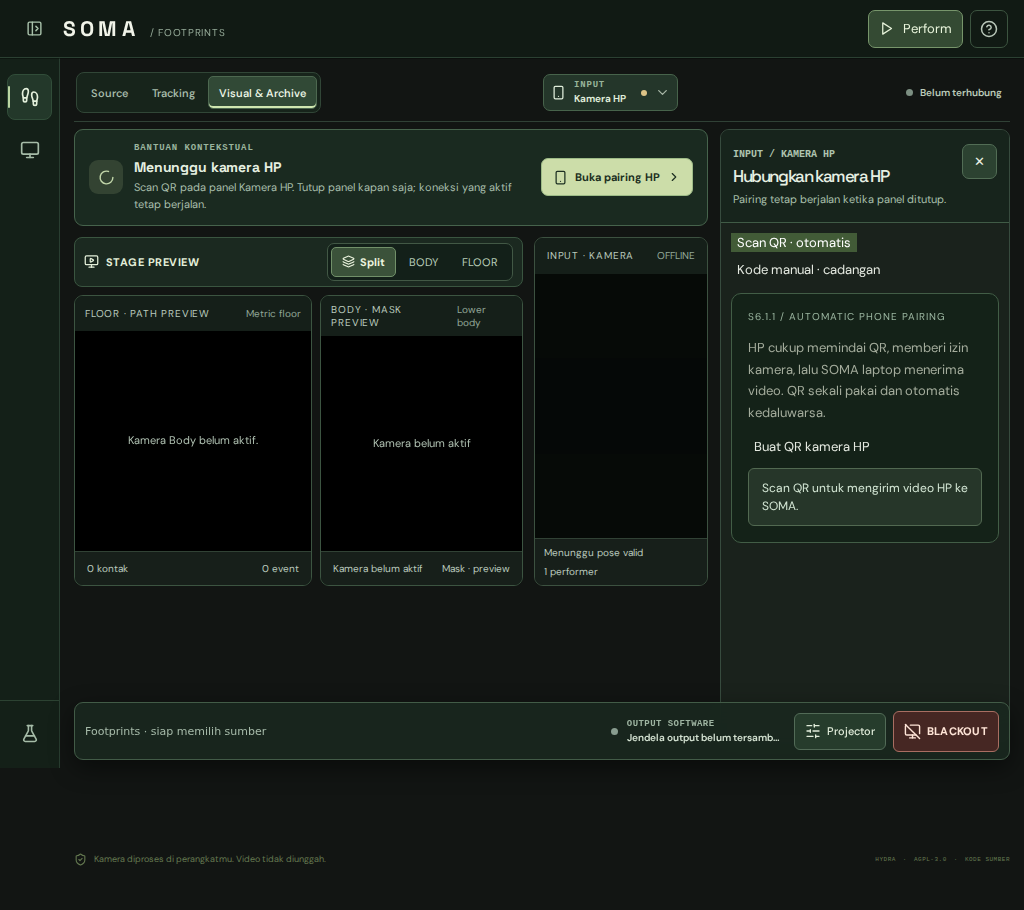 SOMA / FOOTPRINTS
Perform
Source Tracking Visual & Archive
INPUT
Kamera HP
Belum terhubung
BANTUAN KONTEKSTUAL
Menunggu kamera HP
Scan QR pada panel Kamera HP. Tutup panel kapan saja; koneksi yang aktif
tetap berjalan.
Buka pairing HP
STAGE PREVIEW
Split BODY FLOOR
FLOOR · PATH PREVIEW Metric floor
Kamera Body belum aktif.
0 kontak 0 event
BODY · MASK
PREVIEW
Lower
body
Kamera belum aktif
Kamera belum aktif Mask · preview
INPUT · KAMERA OFFLINE
Menunggu pose valid
1 performer
INPUT / KAMERA HP
Hubungkan kamera HP
Pairing tetap berjalan ketika panel ditutup.
Scan QR · otomatis
Kode manual · cadangan
S6.1.1 / AUTOMATIC PHONE PAIRING
HP cukup memindai QR, memberi izin
kamera, lalu SOMA laptop menerima
video. QR sekali pakai dan otomatis
kedaluwarsa.
Buat QR kamera HP
Scan QR untuk mengirim video HP ke
SOMA.
Footprints · siap memilih sumber
OUTPUT SOFTWARE
Jendela output belum tersamb...
Projector
BLACKOUT
Kamera diproses di perangkatmu. Video tidak diunggah.
HYDRA · AGPL-3.0 · KODE SUMBER